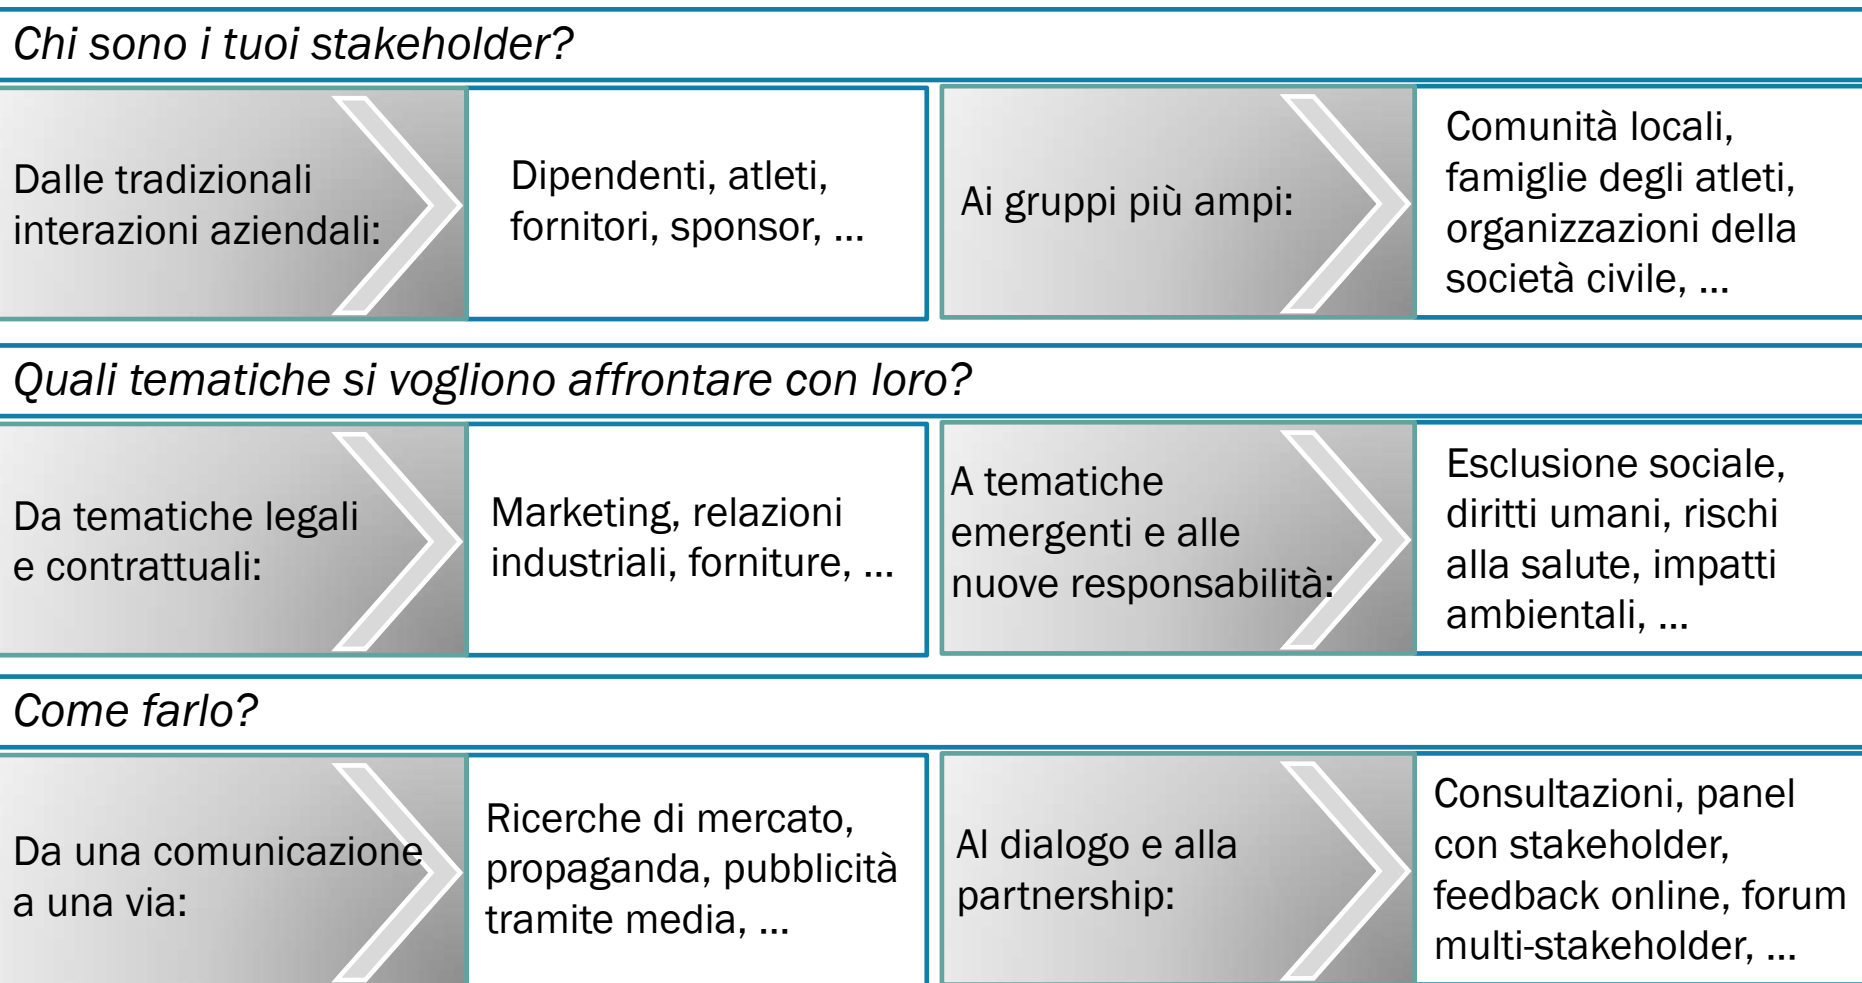 Chi sono i tuoi stakeholder?
Dalle tradizionali
interazioni aziendali:
Dipendenti, atleti,
fornitori, sponsor, ...
Ai gruppi più ampi:
Comunità locali,
famiglie degli atleti,
organizzazioni della
società civile, ...
Quali tematiche si vogliono affrontare con loro?
Da tematiche legali
e contrattuali:
Marketing, relazioni
industriali, forniture, ...
A tematiche
emergenti e alle
nuove responsabilità:
Esclusione sociale,
diritti umani, rischi
alla salute, impatti
ambientali, ...
Come farlo?
Da una comunicazione
a una via:
Ricerche di mercato,
propaganda, pubblicità
tramite media, ...
Al dialogo e alla
partnership:
Consultazioni, panel
con stakeholder,
feedback online, forum
multi-stakeholder, ...